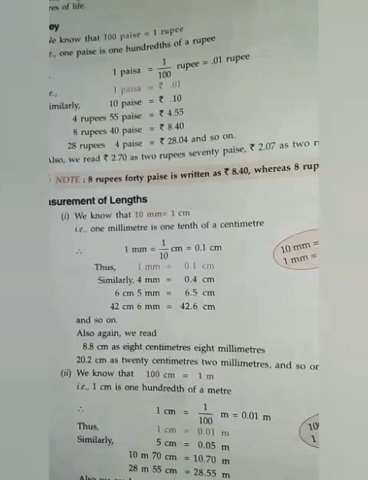 res of life.
ey
e know that 100 paise = 1 rupee
e., one paise is one hundredths of a rupee
1 paisa = 1/100 rupee = .01 rupee
e., 1 paisa = ₹ .01
imilarly, 10 paise = ₹ .10
4 rupees 55 paise = ₹ 4.55
8 rupees 40 paise = ₹ 8.40
28 rupees 4 paise = ₹ 28.04 and so on.
Also, we read ₹ 2.70 as two rupees seventy paise, ₹ 2.07 as two r
NOTE : 8 rupees forty paise is written as ₹ 8.40, whereas 8 rup
surement of Lengths
(i) We know that 10 mm = 1 cm
i.e., one millimetre is one tenth of a centimetre
∴ 1 mm = 1/10 cm = 0.1 cm
10 mm =
1 mm =
Thus, 1 mm = 0.1 cm
Similarly, 4 mm = 0.4 cm
6 cm 5 mm = 6.5 cm
42 cm 6 mm = 42.6 cm
and so on.
Also again, we read
8.8 cm as eight centimetres eight millimetres
20.2 cm as twenty centimetres two millimetres, and so or
(ii) We know that 100 cm = 1 m
i.e., 1 cm is one hundredth of a metre
∴ 1 cm = 1/100 m = 0.01 m
10
1
Thus, 1 cm = 0.01 m
Similarly, 5 cm = 0.05 m
10 m 70 cm = 10.70 m
28 m 55 cm = 28.55 m